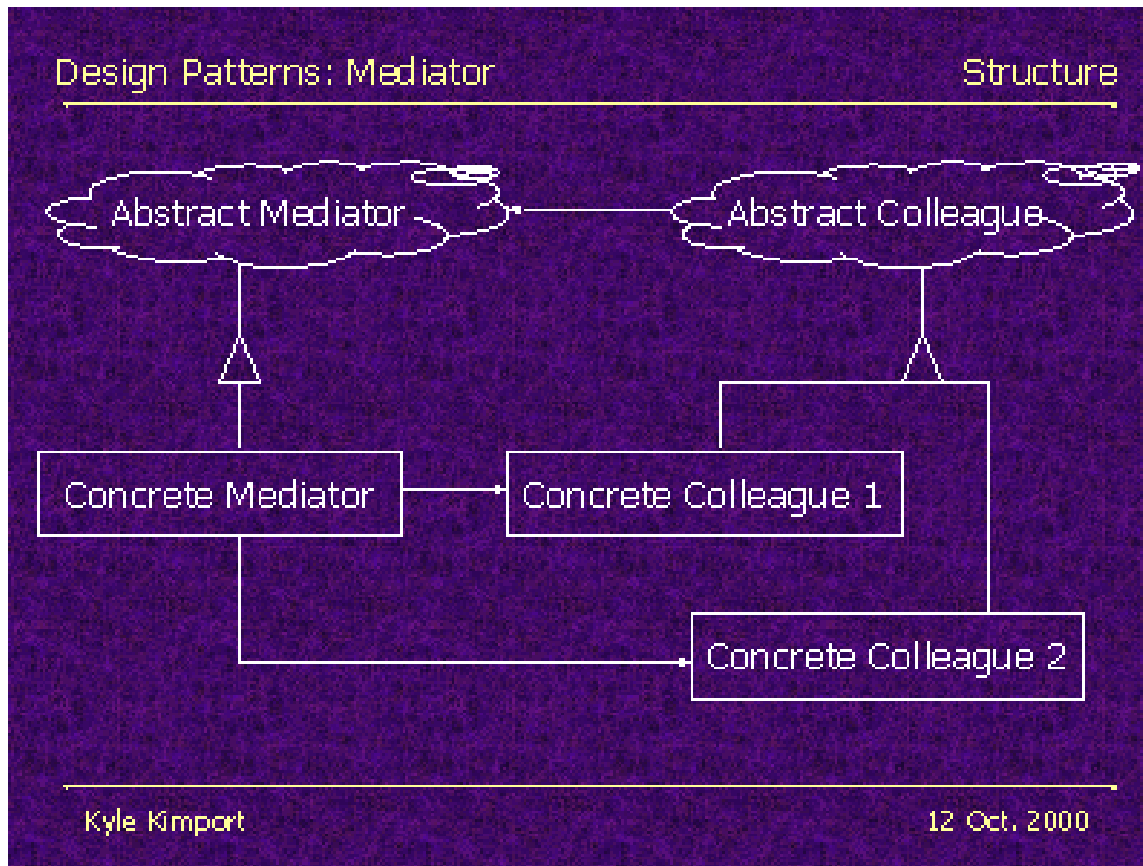 Design Patterns: Mediator
Structure
Abstract Mediator
Abstract Colleague
Concrete Mediator
Concrete Colleague 1
Concrete Colleague 2
Kyle Kimport
12 Oct. 2000